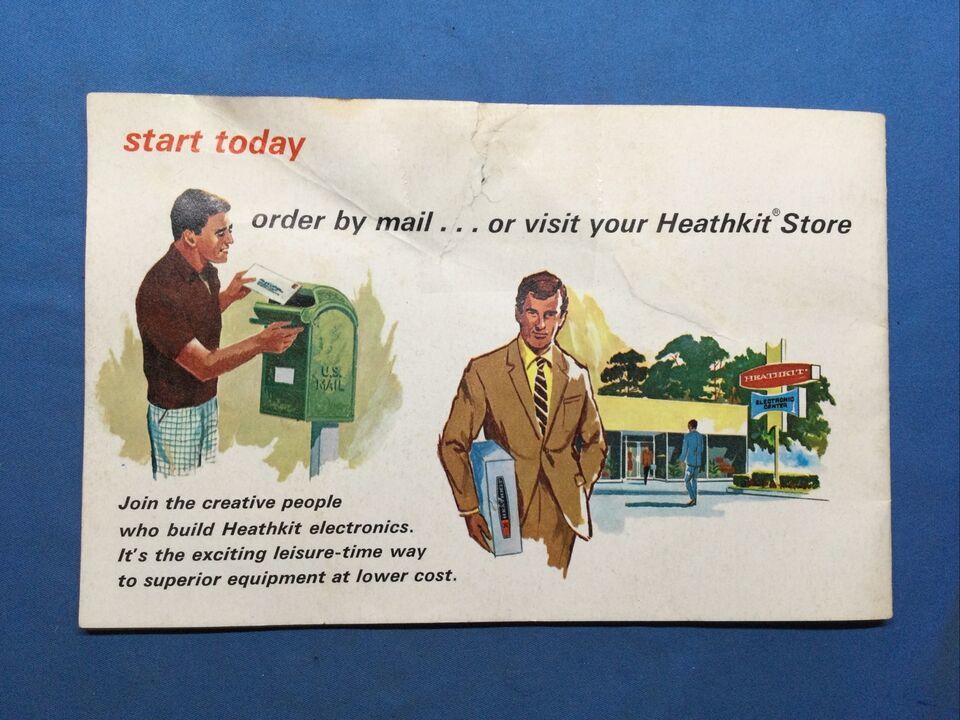 start today
order by mail . . . or visit your Heathkit® Store
U.S.
MAIL
HEATHKIT®
ELECTRONIC
CENTER
Join the creative people
who build Heathkit electronics.
It's the exciting leisure-time way
to superior equipment at lower cost.